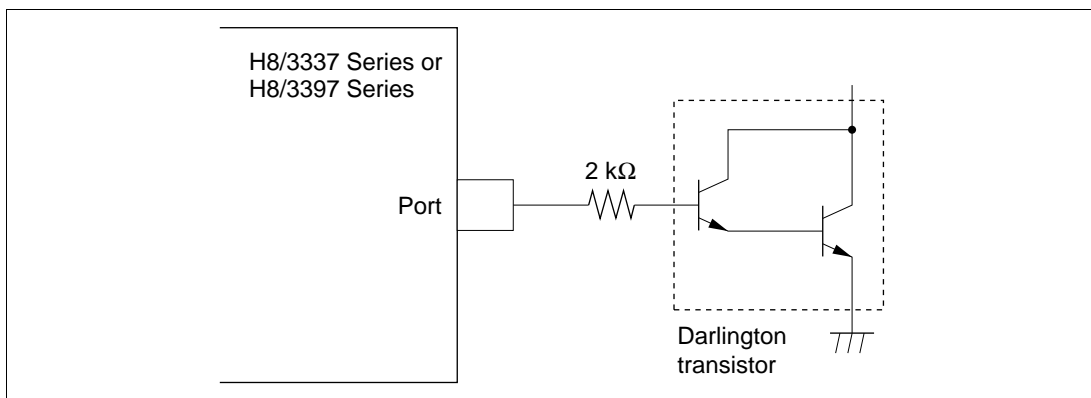 H8/3337 Series or
H8/3397 Series
2 kΩ
Port
Darlington
transistor